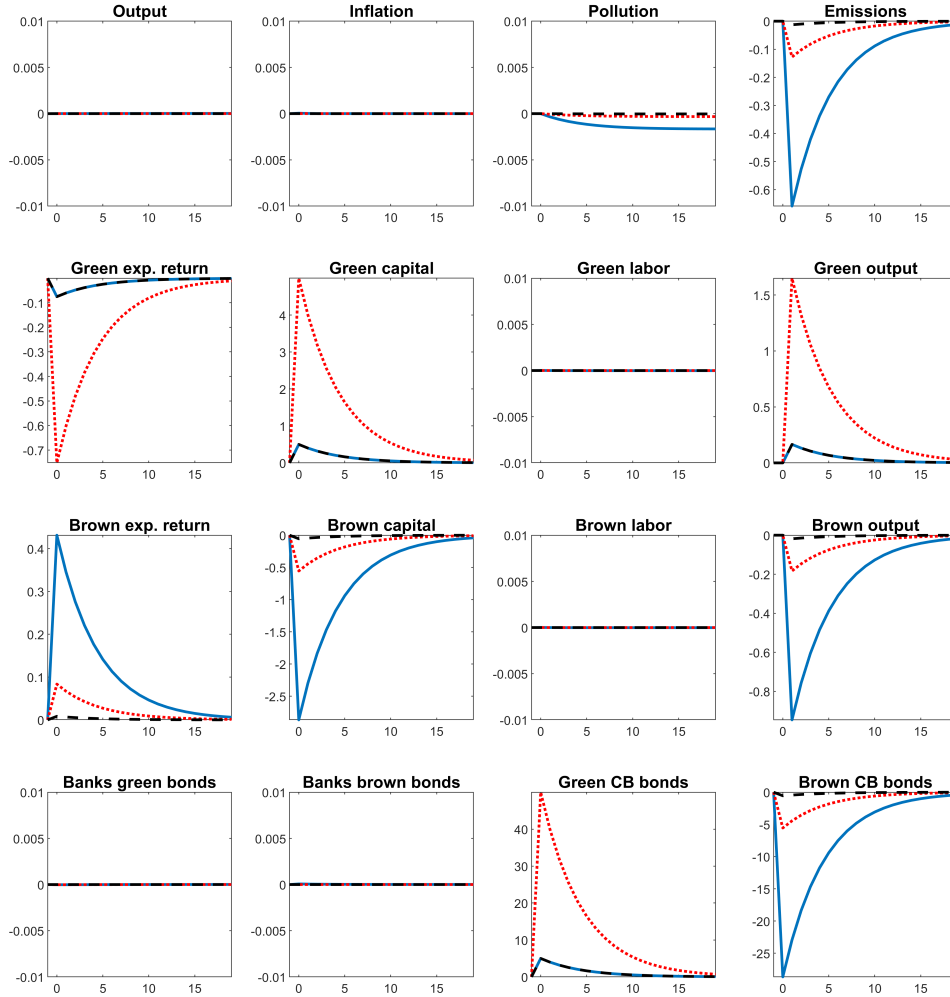 Output
0.01
0.005
0
-0.005
-0.01
0 5 10 15
Inflation
0.01
0.005
0
-0.005
-0.01
0 5 10 15
Pollution
0.01
0.005
0
-0.005
-0.01
0 5 10 15
Emissions
0
-0.1
-0.2
-0.3
-0.4
-0.5
-0.6
0 5 10 15
Green exp. return
-0.1
-0.2
-0.3
-0.4
-0.5
-0.6
-0.7
0 5 10 15
Green capital
4
3
2
1
0
0 5 10 15
Green labor
0.01
0.005
0
-0.005
-0.01
0 5 10 15
Green output
1.5
1
0.5
0
0 5 10 15
Brown exp. return
0.4
0.3
0.2
0.1
0
0 5 10 15
Brown capital
0
-0.5
-1
-1.5
-2
-2.5
0 5 10 15
Brown labor
0.01
0.005
0
-0.005
-0.01
0 5 10 15
Brown output
0
-0.2
-0.4
-0.6
-0.8
0 5 10 15
Banks green bonds
0.01
0.005
0
-0.005
-0.01
0 5 10 15
Banks brown bonds
0.01
0.005
0
-0.005
-0.01
0 5 10 15
Green CB bonds
40
30
20
10
0
0 5 10 15
Brown CB bonds
0
-5
-10
-15
-20
-25
0 5 10 15